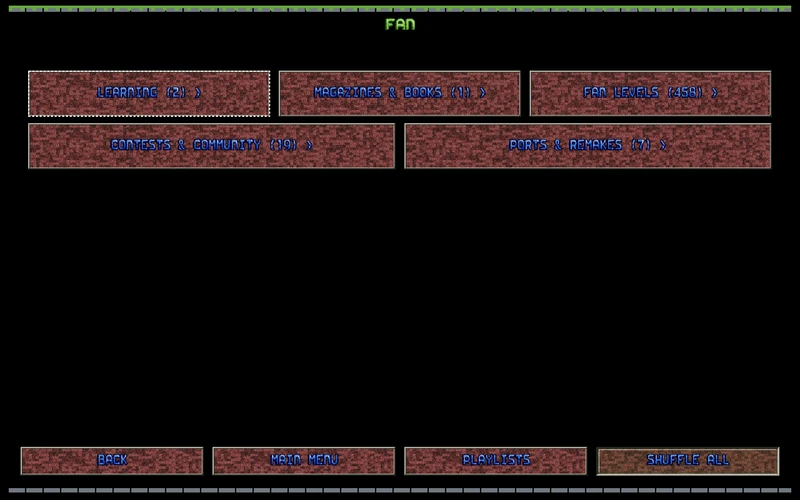 FAN
LEARNING (2) >
MAGAZINES & BOOKS (1) >
FAN LEVELS (458) >
CONTESTS & COMMUNITY (19) >
PORTS & REMAKES (7) >
BACK
MAIN MENU
PLAYLISTS
SHUFFLE ALL